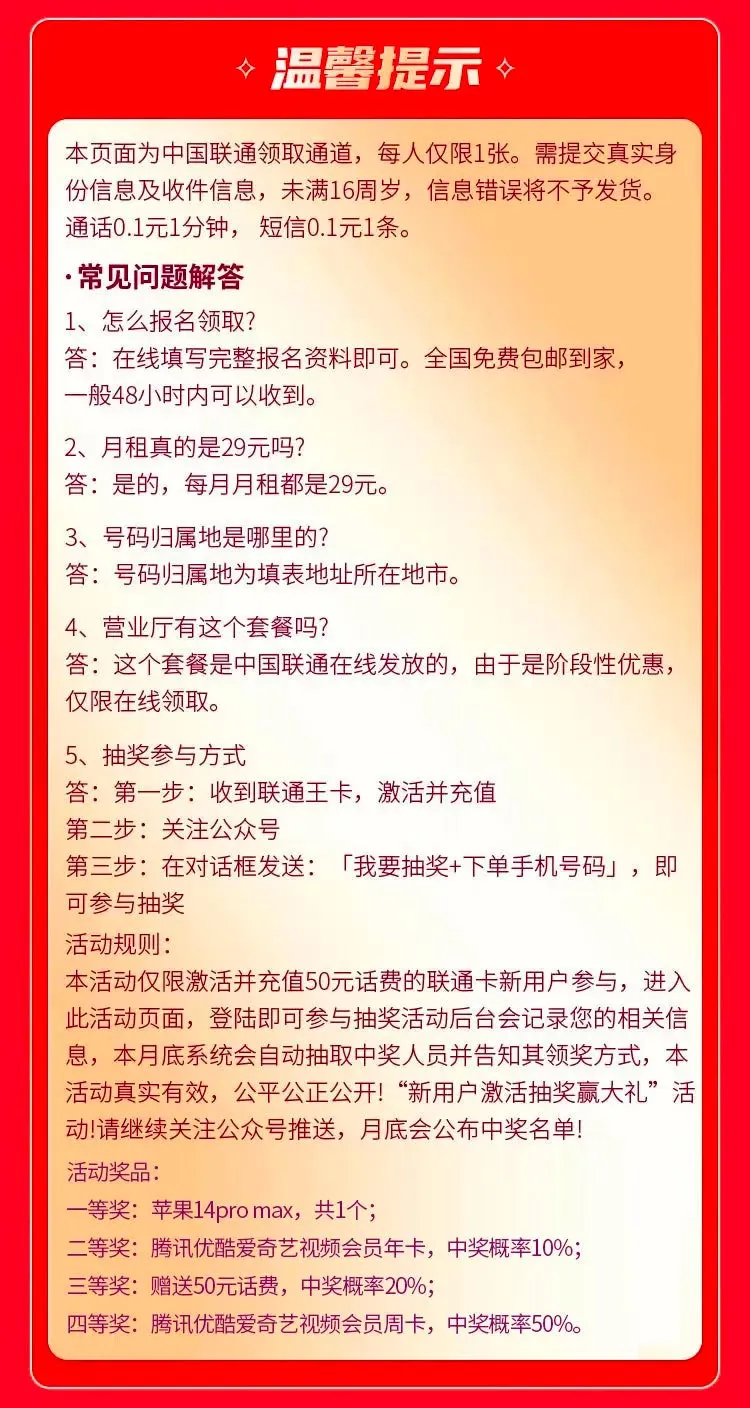 温馨提示
本页面为中国联通领取通道，每人仅限1张。需提交真实身
份信息及收件信息，未满16周岁，信息错误将不予发货。
通话0.1元1分钟， 短信0.1元1条。
·常见问题解答
1、怎么报名领取?
答：在线填写完整报名资料即可。全国免费包邮到家，
一般48小时内可以收到。
2、月租真的是29元吗?
答：是的，每月月租都是29元。
3、号码归属地是哪里的?
答：号码归属地为填表地址所在地市。
4、营业厅有这个套餐吗?
答：这个套餐是中国联通在线发放的，由于是阶段性优惠，
仅限在线领取。
5、抽奖参与方式
答：第一步：收到联通王卡，激活并充值
第二步：关注公众号
第三步：在对话框发送：「我要抽奖+下单手机号码」，即
可参与抽奖
活动规则：
本活动仅限激活并充值50元话费的联通卡新用户参与，进入
此活动页面，登陆即可参与抽奖活动后台会记录您的相关信
息，本月底系统会自动抽取中奖人员并告知其领奖方式，本
活动真实有效，公平公正公开!“新用户激活抽奖赢大礼”活
动!请继续关注公众号推送，月底会公布中奖名单!
活动奖品：
一等奖：苹果14pro max，共1个；
二等奖：腾讯优酷爱奇艺视频会员年卡，中奖概率10%；
三等奖：赠送50元话费，中奖概率20%；
四等奖：腾讯优酷爱奇艺视频会员周卡，中奖概率50%。